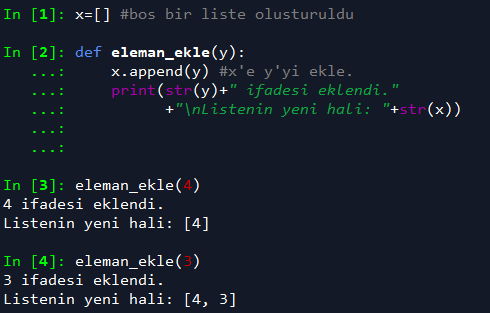 In [1]: x=[] #bos bir liste olusturuldu
In [2]: def eleman_ekle(y):
   ...:     x.append(y) #x'e y'yi ekle.
   ...:     print(str(y)+" ifadesi eklendi."
   ...:           +"\nListenin yeni hali: "+str(x))
   ...:
   ...:
In [3]: eleman_ekle(4)
4 ifadesi eklendi.
Listenin yeni hali: [4]
In [4]: eleman_ekle(3)
3 ifadesi eklendi.
Listenin yeni hali: [4, 3]